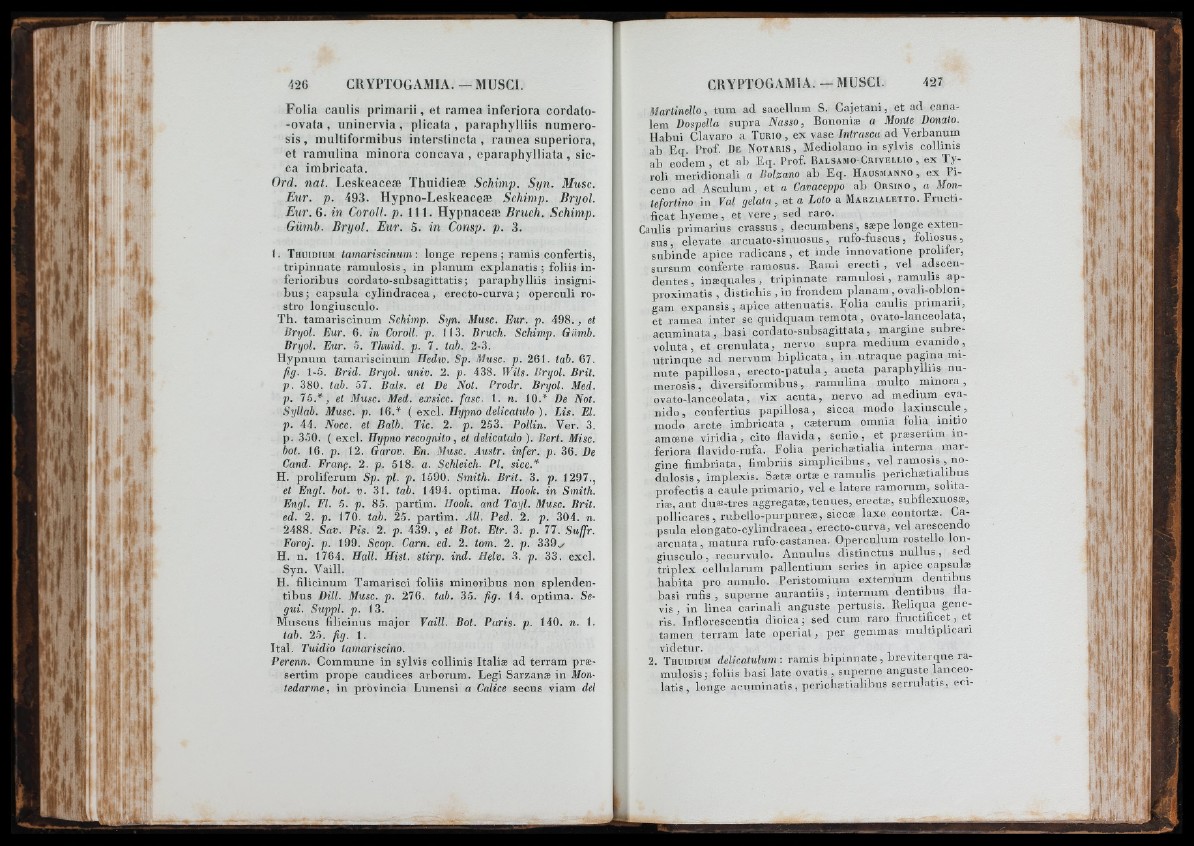 426 CRYPTOGAMIA. — MUSCI.
Folia caulis primarii, et ramea inferiora cordato-
-ovata, uninervia, plicata, paraphylliis numero-
sis, multiformibus interstincta, ramea superiora,
et ramulina minora concava, eparaphylliata, sic-
ca imbricata.
Ord. nat. Leskeaceæ Thuidieæ Schimp. Syn. Musc.
Eur. p. 493. Hypno-Leskeaceæ Schimp. Bryol.
Eur. 6. in Coroll. p. 111. Hypnaceæ Bruch. Schimp.
Gümb. Bryol. Eur. 5. in Consp. p. 3.
1. THUIDIUM tamariscinum: longe repens; ramis confertis,
tripinnate ramulosis, in planum explanatis; foliis in-
ferioribus cordato-subsagittatis; paraphylliis insigni-
bus; capsula cylindracea, erecto-curva; operculi ro-
stro longiusculo.
Th. tamariscinum Schimp. Syn. Musc. Eur. p. 498., et
Bryol. Eur. 6. in Coroll. p. 113. Bruch. Schimp. Gümb.
Bryol. Eur. 5. Thuid. p. 7. tab. 2-3.
Hypnum tamariscinum Hedw. Sp. Musc. p. 261. tab. 67.
fig. 1-5. Brid. Bryol. univ. 2. p. 438. Wils. Bryol. Brit.
p. 380. tab. 57. Bals. et De Not. Prodr. Bryol. Med.
p. 75.*, et Musc. Med. exsicc. fasc. 1. n. 10.* De Not.
Syllab. Musc. p. 16.* ( excl. Hypno delicatulo ). Lis. El.
p. 44. Nocc. et Balb. Tic. 2. p. 253. Pollin. Ver. 3.
p. 350. ( excl. Hypno recognito, et delicatulo ). Bert. Misc.
bot. 16. p. 12. Garov. En. Musc. Austr. infer. p. 36. De
Cand. Franç. 2. p. 518. a. Schleich. Pl. sicc.*
H. proliferum Sp. pl. p. 1590. Smith. Brit. 3. p. 1297.,
et Engl. bot. v. 31. tab. 1494. optima. Hook. in Smith.
Engl. Fl. 5. p. 85. partim. Hook. and Tayl. Musc. Brit.
ed. 2. p. 170. tab. 25. partim. All. Ped. 2. p. 304. n.
2488. Sav. Pis. 2. p. 439., et Bot. Etr. 3. p. 77. Suffr.
Foroj. p. 199. Scop. Carn. ed. 2. tom. 2. p. 339.
H. n. 1764. Hall. Hist. stirp. ind. Helv. 3. p. 33. excl.
Syn. Vaill.
H. filicinum Tamarisci foliis minoribus non splenden-
tibus Dill. Musc. p. 276. tab. 35. fig. 14. optima. Se-
gui. Suppl. p. 13.
Muscus filicinus major Vaill. Bot. Paris. p. 140. n. 1.
tab. 25. fig. 1.
Ital. Tuidio tamariscino.
Perenn. Commune in sylvis collinis Italiæ ad terram præ-
sertim prope caudices arborum. Legi Sarzanæ in Mon-
tedarme, in provincia Lunensi a Calice secus viam del
CRYPTOGAMIA. — MUSCI. 427
Martinello, tum ad sacellum S. Cajetani, et ad cana-
lem Dospella supra Nasso, Bononiæ a Monte Donato.
Habui Clavaro a TURIO, ex vase Intrasca ad Verbanum
ab Eq. Prof. DE NOTARIS, Mediolano in sylvis collinis
ab eodem, et ab Eq. Prof. BALSAMO-CRIVELLIO, ex Ty-
roli meridionali a Bolzano ab Eq. HAUSMANNO, ex Pi-
ceno ad Asculum, et a Cavaceppo ab ORSINO, a Mon-
tefortino in Val gelata, et a Loto a MARZIALETTO. Fructi-
ficat hyeme, et vere, sed raro.
Caulis primarius crassus, decumbens, sæpe longe exten-
sus, elevate arcuato-sinuosus, rufo-fuscus, foliosus,
subinde apice radicans, et inde innovatione prolifer,
sursum conferte ramosus. Rami erecti, vel adscen-
dentes, inæquales, tripinnate ramulosi, ramulis ap-
proximatis, distichis, in frondem planam, ovali-oblon-
gam expansis, apice attenuatis. Folia caulis primarii,
et ramea inter se quidquam remota, ovato-lanceolata,
acuminata, basi cordato-subsagittata, margine subre-
voluta, et crenulata, nervo supra medium evanido,
utrinque ad nervum biplicata, in utraque pagina mi-
nute papillosa, erecto-patula, aucta paraphylliis nu-
merosis, diversiformibus, ramulina multo minora,
ovato-lanceolata, vix acuta, nervo ad medium eva-
nido, confertius papillosa, sicca modo laxiuscule,
modo arcte imbricata, cæterum omnia folia initio
amœne viridia, cito flavida, senio, et præsertim in-
feriora flavido-rufa. Folia perichætialia interna mar-
gine fimbriata, fimbriis simplicibus, vel ramosis, no-
dulosis, implexis. Sætæ ortæ e ramulis perichætialibus
profectis a caule primario, vel e latere ramorum, solita-
riæ, aut duæ-tres aggregatæ, tenues, erectæ, subflexuosæ,
pollicares, rubello-purpureæ, siccæ laxe contortæ. Ca-
psula elongato-cylindracea, erecto-curva, vel arescendo
arcuata, matura rufo-castanea. Operculum rostello lon-
giusculo, recurvulo. Annulus distinctus nullus, sed
triplex cellularum pallentium series in apice capsulæ
habita pro annulo. Peristomium externum dentibus
basi rufis, superne aurantiis, internum dentibus fla-
vis, in linea carinali anguste pertusis. Reliqua gene-
ris. Inflorescentia dioica; sed cum raro fructificet, et
tamen terram late operiat, per gemmas multiplicari
videtur.
2. THUIDIUM delicatulum: ramis bipinnate, breviterque ra-
mulosis; foliis basi late ovatis, superne anguste lanceo-
latis, longe acuminatis, perichætialibus serrulatis, eci-